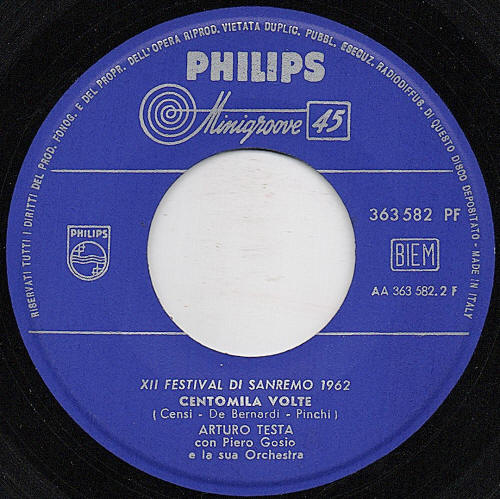 RISERVATI TUTTI I DIRITTI DEL PROD. FONOG. E DEL PROPR. DELL'OPERA RIPROD. VIETATA DUPLIC. PUBBL. ESECUZ. RADIODIFFUS. DI QUESTO DISCO DEPOSITATO - MADE IN ITALY
PHILIPS
Minigroove 45
363 582 PF
PHILIPS
BIEM
AA 363 582.2 F
XII FESTIVAL DI SANREMO 1962
CENTOMILA VOLTE
( Censi - De Bernardi - Pinchi )
ARTURO TESTA
con Piero Gosio
e la sua Orchestra